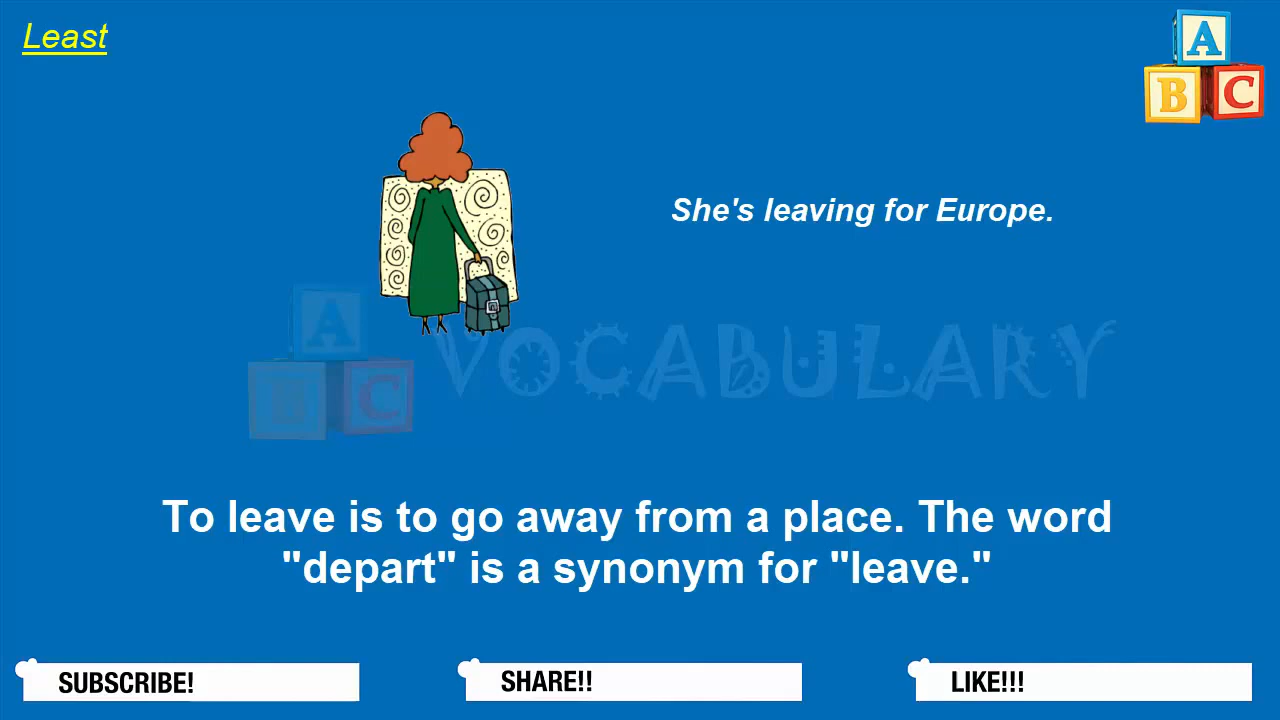 Least
A
B C
She's leaving for Europe.
A
B C
VOCABULARY
To leave is to go away from a place. The word
"depart" is a synonym for "leave."
SUBSCRIBE!
SHARE!!
LIKE!!!